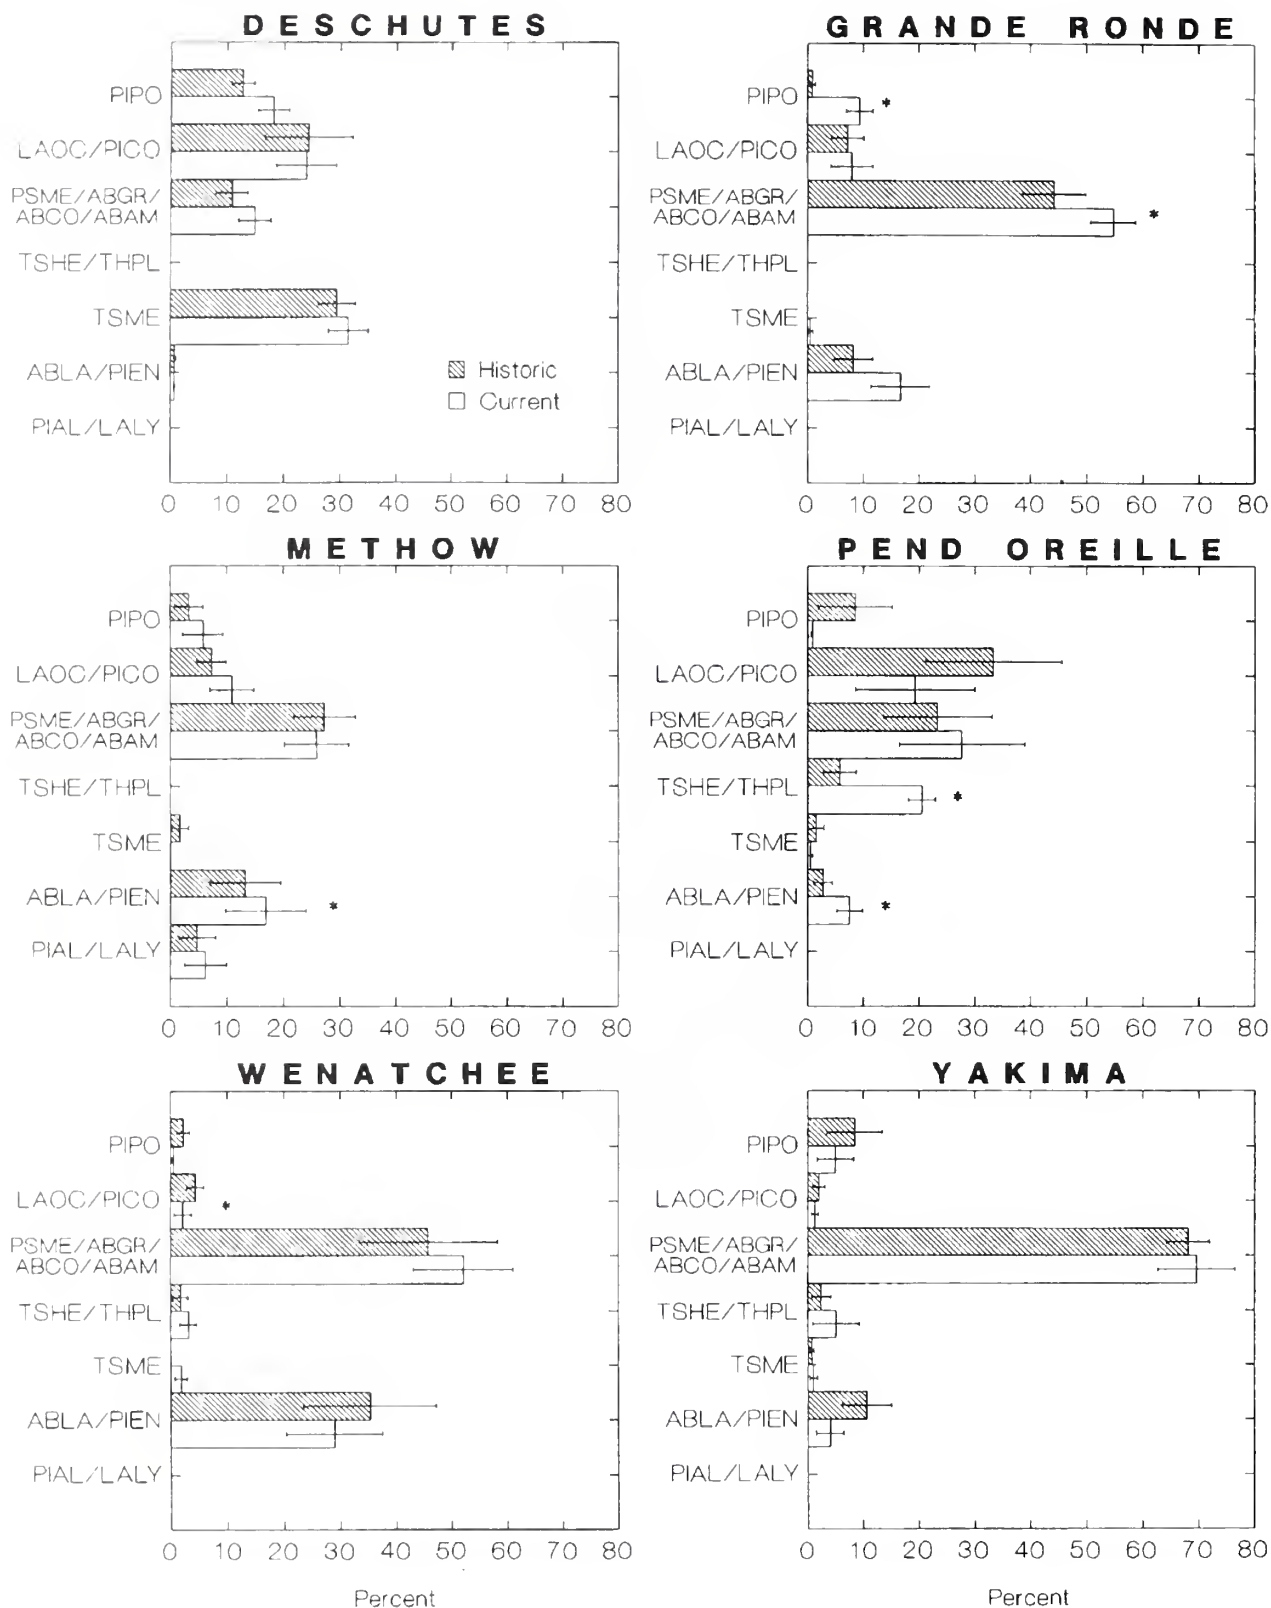 DESCHUTES
PIPO
LAOC/PICO
PSME/ABGR/
ABCO/ABAM
TSHE/THPL
TSME
ABLA/PIEN
PIAL/LALY
Historic
Current
0 10 20 30 40 50 60 70 80
GRANDE RONDE
PIPO
*
LAOC/PICO
PSME/ABGR/
ABCO/ABAM
*
TSHE/THPL
TSME
ABLA/PIEN
PIAL/LALY
0 10 20 30 40 50 60 70 80
METHOW
PIPO
LAOC/PICO
PSME/ABGR/
ABCO/ABAM
TSHE/THPL
TSME
ABLA/PIEN
*
PIAL/LALY
0 10 20 30 40 50 60 70 80
PEND OREILLE
PIPO
LAOC/PICO
PSME/ABGR/
ABCO/ABAM
TSHE/THPL
*
TSME
ABLA/PIEN
*
PIAL/LALY
0 10 20 30 40 50 60 70 80
WENATCHEE
PIPO
LAOC/PICO
*
PSME/ABGR/
ABCO/ABAM
TSHE/THPL
TSME
ABLA/PIEN
PIAL/LALY
0 10 20 30 40 50 60 70 80
Percent
YAKIMA
PIPO
LAOC/PICO
PSME/ABGR/
ABCO/ABAM
TSHE/THPL
TSME
ABLA/PIEN
PIAL/LALY
0 10 20 30 40 50 60 70 80
Percent